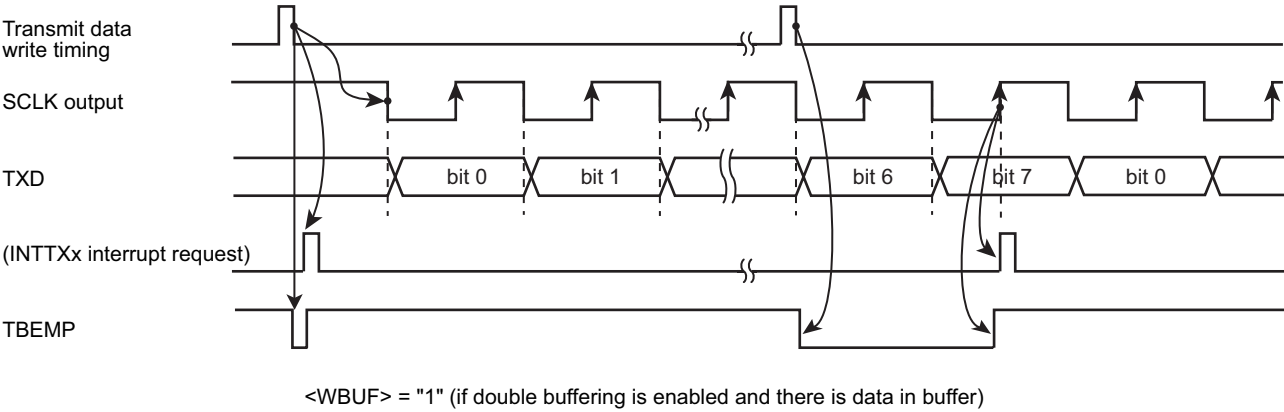 Transmit data
write timing
SCLK output
TXD
bit 0
bit 1
bit 6
bit 7
bit 0
(INTTXx interrupt request)
TBEMP
<WBUF> = "1" (if double buffering is enabled and there is data in buffer)